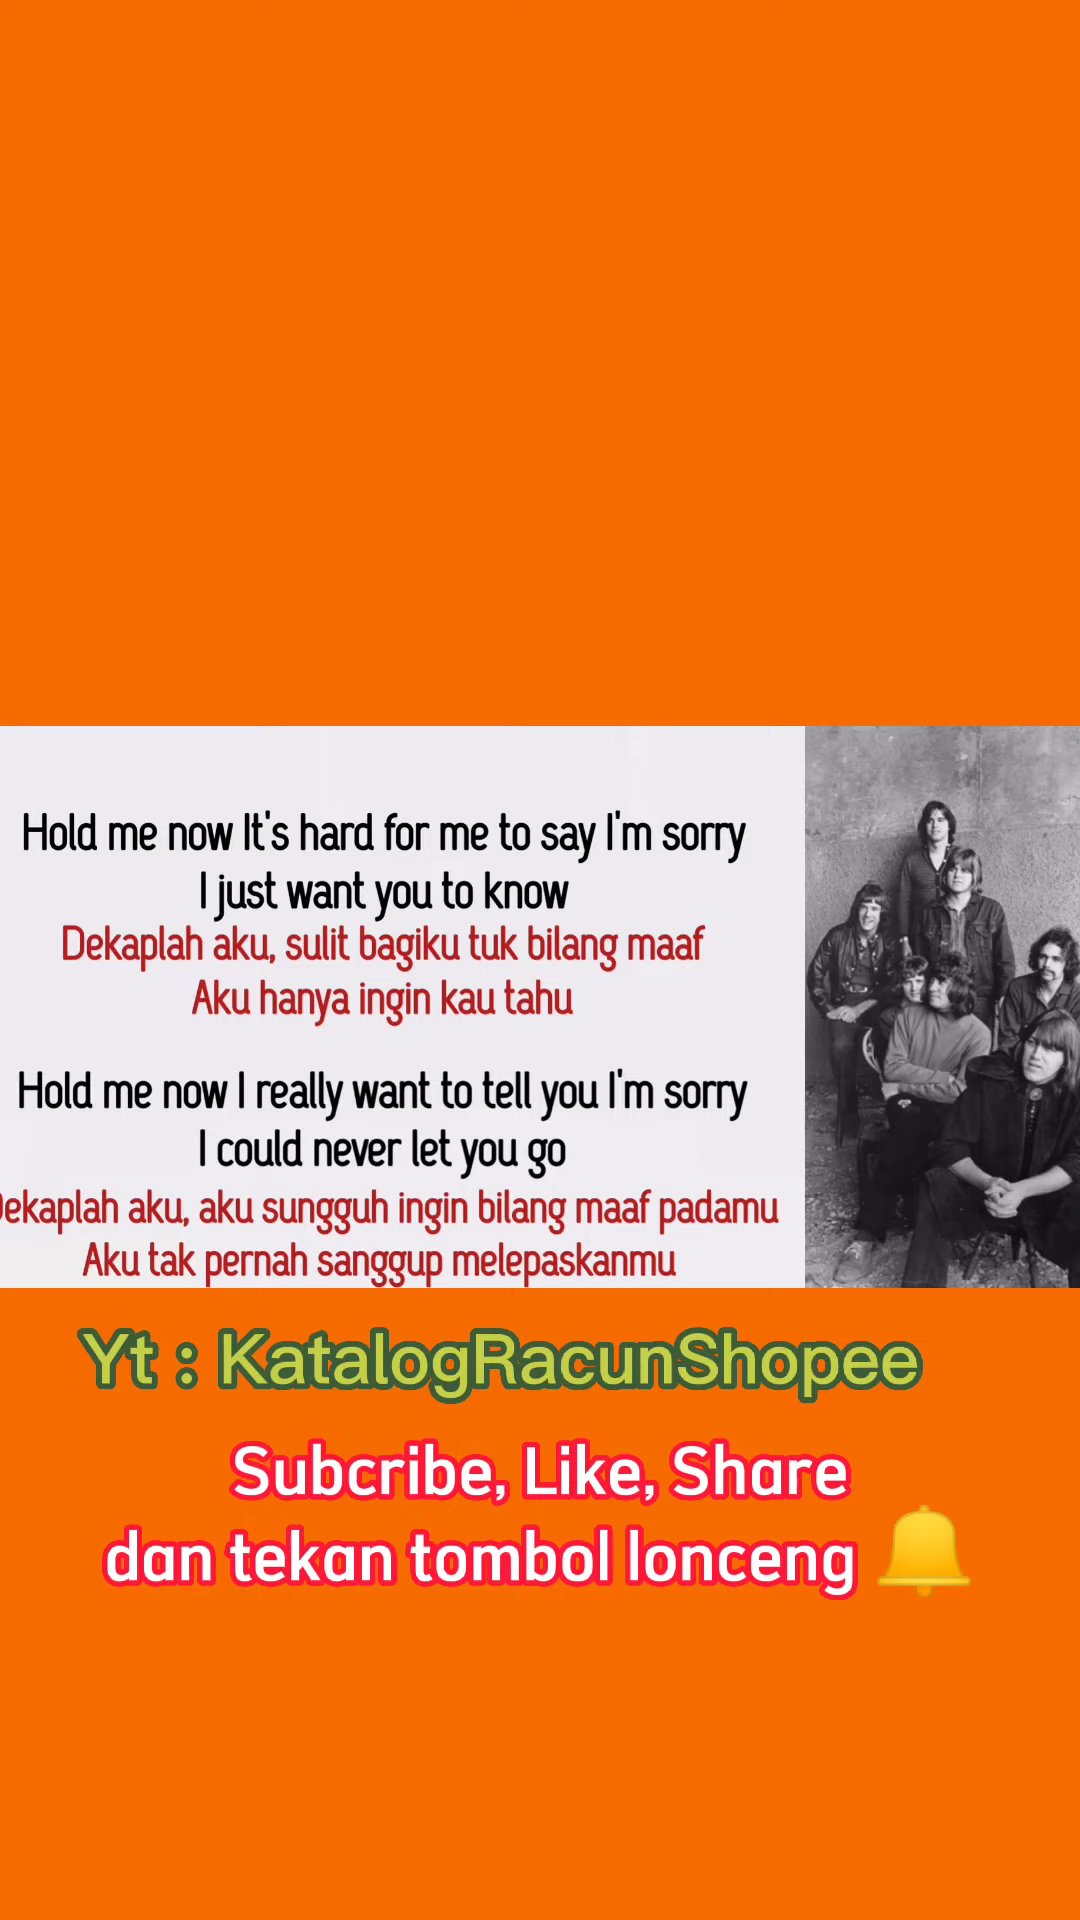 Hold me now It's hard for me to say I'm sorry
I just want you to know
Dekaplah aku, sulit bagiku tuk bilang maaf
Aku hanya ingin kau tahu
Hold me now I really want to tell you I'm sorry
I could never let you go
Dekaplah aku, aku sungguh ingin bilang maaf padamu
Aku tak pernah sanggup melepaskanmu
Yt : KatalogRacunShopee
Subcribe, Like, Share
dan tekan tombol lonceng